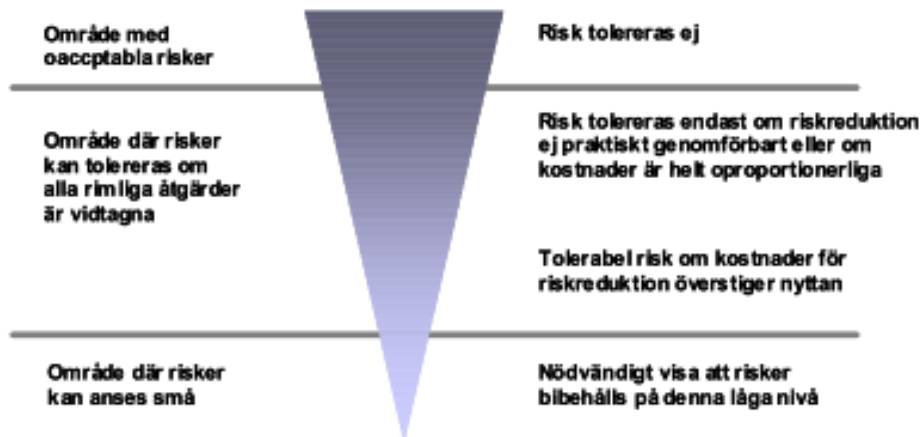 Område med
oaccptabla risker
Risk tolereras ej
Område där risker
kan tolereras om
alla rimliga åtgärder
är vidtagna
Risk tolereras endast om riskreduktion
ej praktiskt genomförbart eller om
kostnader är helt oproportionerliga
Tolerabel risk om kostnader för
riskreduktion överstiger nyttan
Område där risker
kan anses små
Nödvändigt visa att risker
bibehålls på denna låga nivå